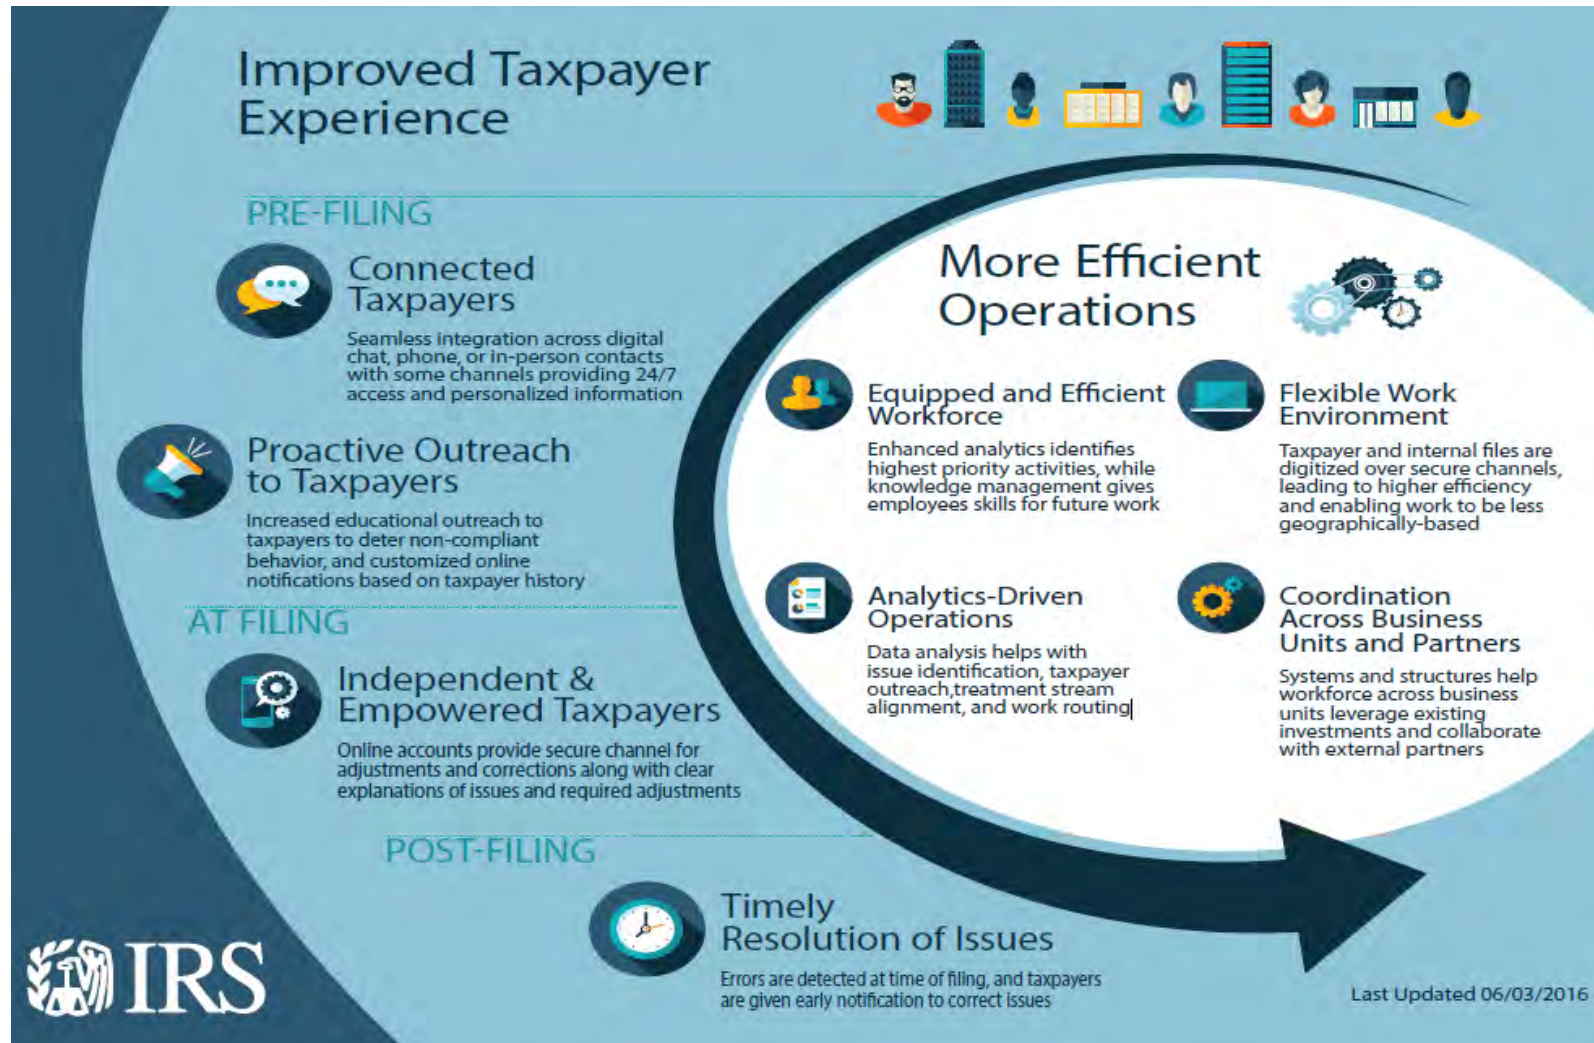 Improved Taxpayer
Experience
PRE-FILING
Connected
Taxpayers
Seamless integration across digital
chat, phone, or in-person contacts
with some channels providing 24/7
access and personalized information
Proactive Outreach
to Taxpayers
Increased educational outreach to
taxpayers to deter non-compliant
behavior, and customized online
notifications based on taxpayer history
AT FILING
Independent &
Empowered Taxpayers
Online accounts provide secure channel for
adjustments and corrections along with clear
explanations of issues and required adjustments
POST-FILING
Timely
Resolution of Issues
Errors are detected at time of filing, and taxpayers
are given early notification to correct issues
More Efficient
Operations
Equipped and Efficient
Workforce
Enhanced analytics identifies
highest priority activities, while
knowledge management gives
employees skills for future work
Flexible Work
Environment
Taxpayer and internal files are
digitized over secure channels,
leading to higher efficiency
and enabling work to be less
geographically-based
Analytics-Driven
Operations
Data analysis helps with
issue identification, taxpayer
outreach,treatment stream
alignment, and work routing
Coordination
Across Business
Units and Partners
Systems and structures help
workforce across business
units leverage existing
investments and collaborate
with external partners
IRS
Last Updated 06/03/2016